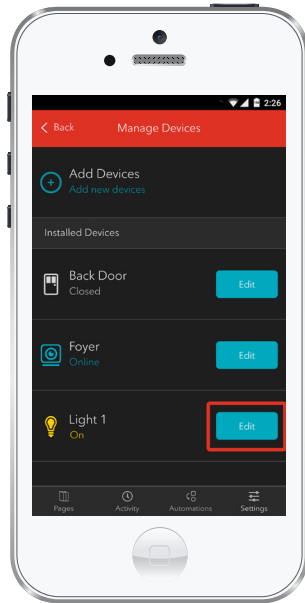 2:26
Back Manage Devices
Add Devices
Add new devices
Installed Devices
Back Door
Closed
Edit
Foyer
Online
Edit
Light 1
On
Edit
Pages Activity Automations Settings